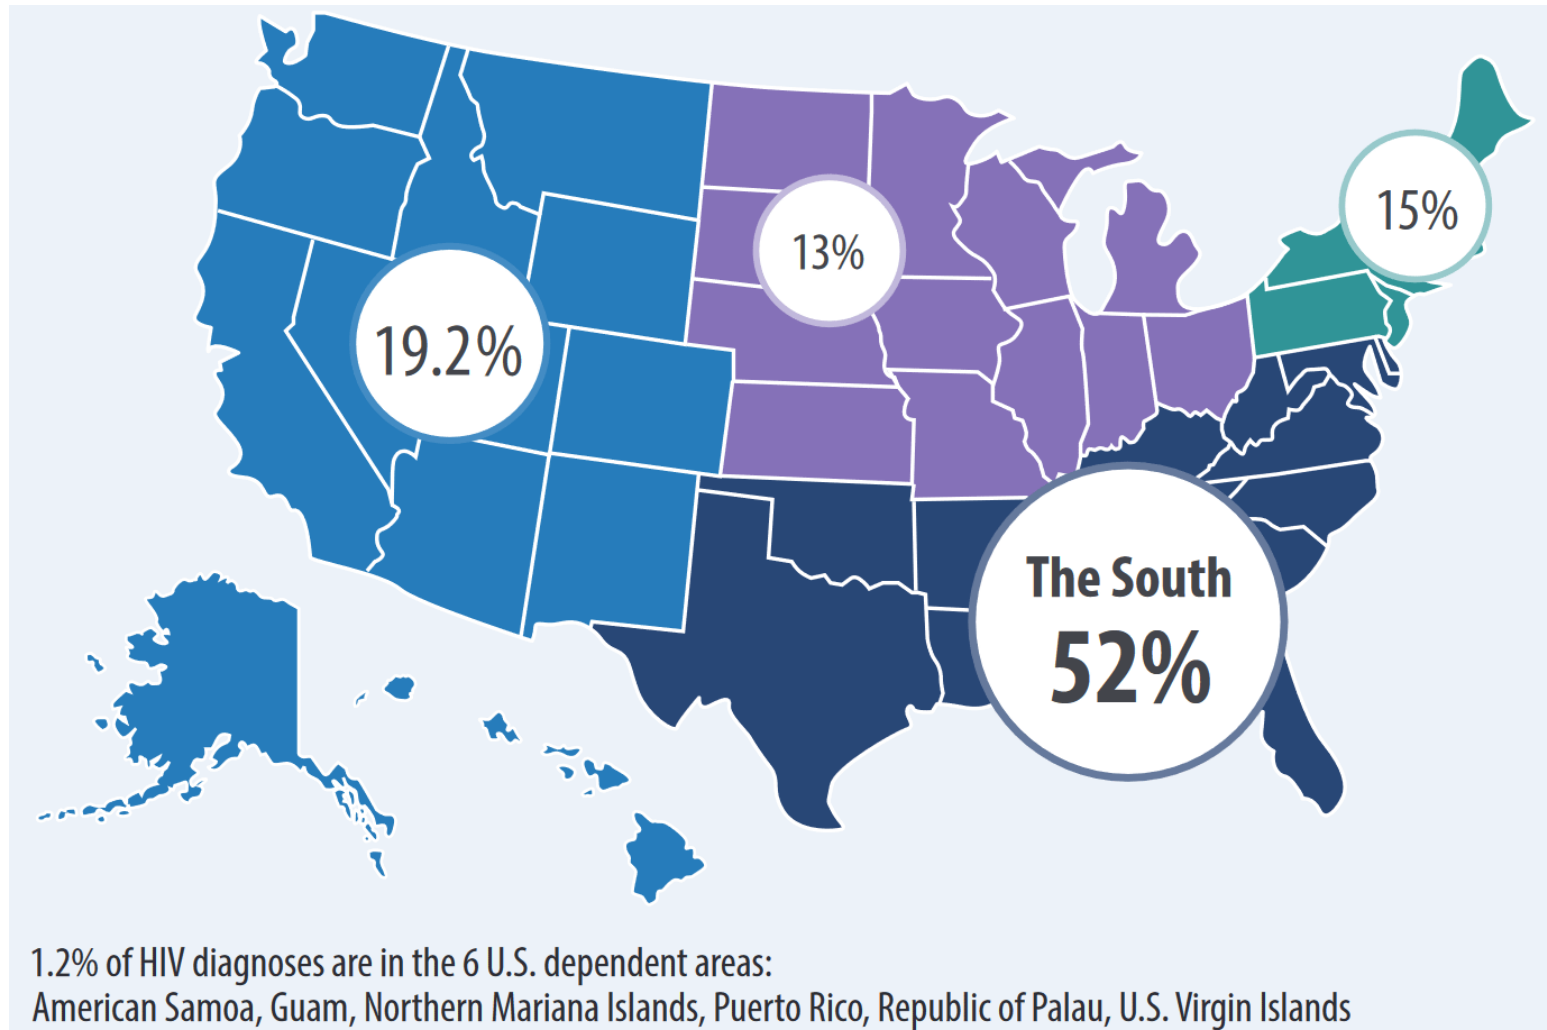 15%
13%
19.2%
The South
52%
1.2% of HIV diagnoses are in the 6 U.S. dependent areas:
American Samoa, Guam, Northern Mariana Islands, Puerto Rico, Republic of Palau, U.S. Virgin Islands